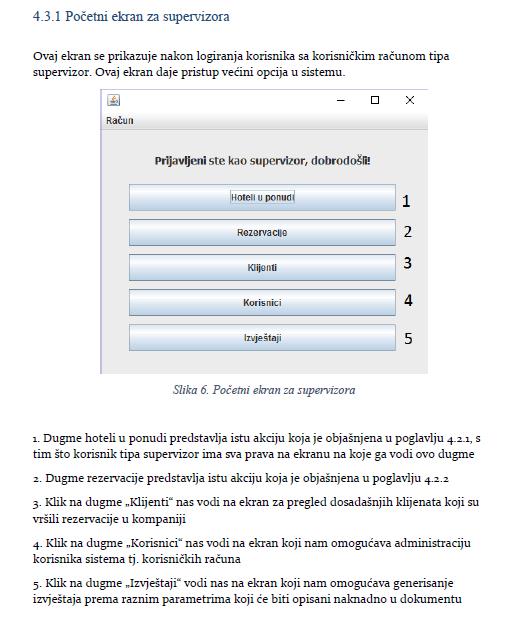 4.3.1 Početni ekran za supervizora
Ovaj ekran se prikazuje nakon logiranja korisnika sa korisničkim računom tipa
supervizor. Ovaj ekran daje pristup većini opcija u sistemu.
Račun
Prijavljeni ste kao supervizor, dobrodošli!
Hoteli u ponudi 1
Rezervacije 2
Klijenti 3
Korisnici 4
Izvještaji 5
Slika 6. Početni ekran za supervizora
1. Dugme hoteli u ponudi predstavlja istu akciju koja je objašnjena u poglavlju 4.2.1, s
tim što korisnik tipa supervizor ima sva prava na ekranu na koje ga vodi ovo dugme
2. Dugme rezervacije predstavlja istu akciju koja je objašnjena u poglavlju 4.2.2
3. Klik na dugme „Klijenti“ nas vodi na ekran za pregled dosadašnjih klijenata koji su
vršili rezervacije u kompaniji
4. Klik na dugme „Korisnici“ nas vodi na ekran koji nam omogućava administraciju
korisnika sistema tj. korisničkih računa
5. Klik na dugme „Izvještaji“ vodi nas na ekran koji nam omogućava generisanje
izvještaja prema raznim parametrima koji će biti opisani naknadno u dokumentu